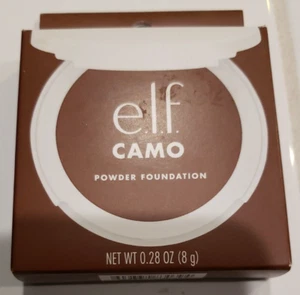 e.l.f.
CAMO
POWDER FOUNDATION
NET WT 0.28 OZ (8 g)